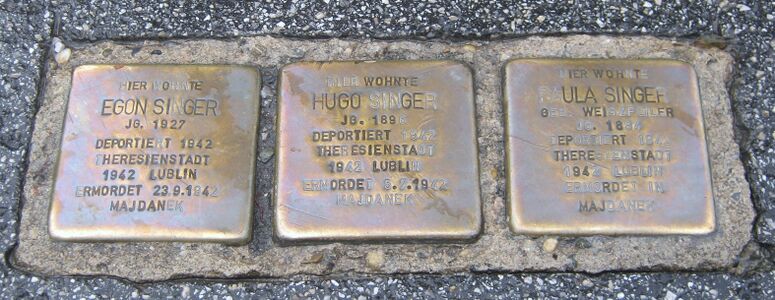 HIER WOHNTE
EGON SINGER
JG. 1927
DEPORTIERT 1942
THERESIENSTADT
1942 LUBLIN
ERMORDET 23.9.1942
MAJDANEK
HIER WOHNTE
HUGO SINGER
JG.
DEPORTIERT 1942
THERESIENSTADT
1942 LUBLIN
ERMORDET
MAJDANEK
HIER WOHNTE
PAULA SINGER
GEB.
JG.
DEPORTIERT 1942
THERESIENSTADT
1942 LUBLIN
ERMORDET IN
MAJDANEK